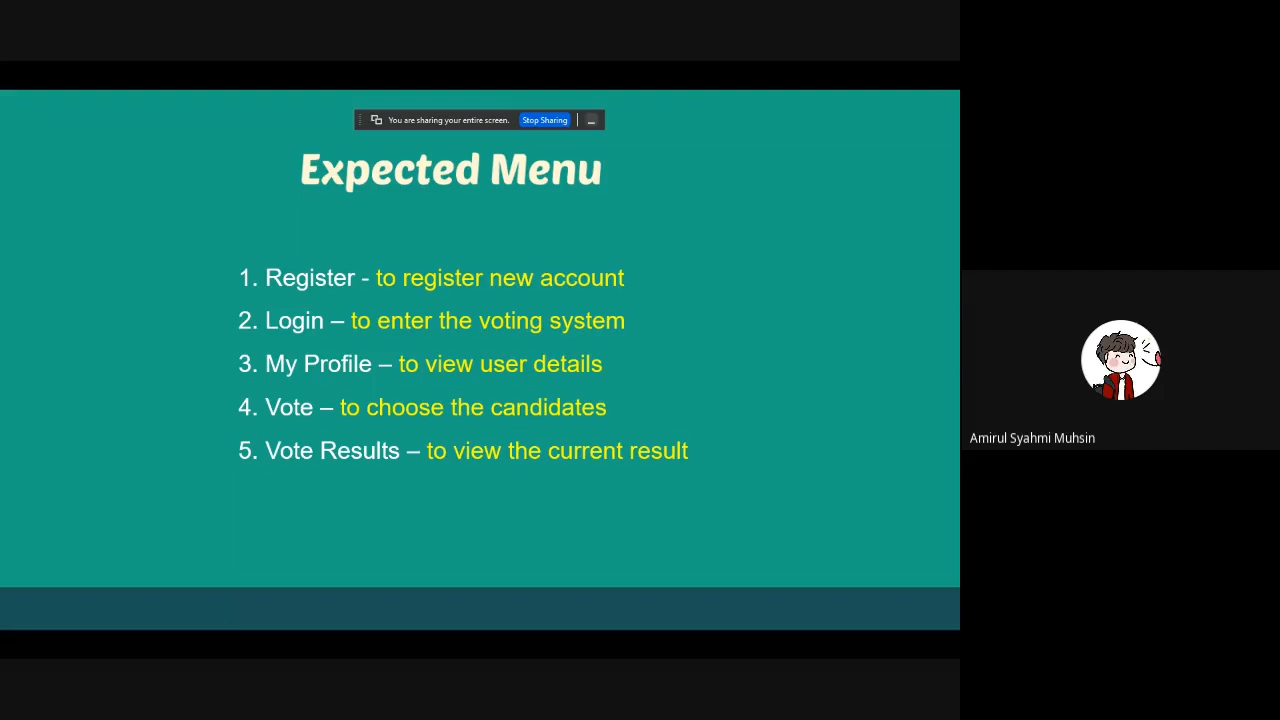 You are sharing your entire screen. Stop Sharing
Expected Menu
1. Register - to register new account
2. Login – to enter the voting system
3. My Profile – to view user details
4. Vote – to choose the candidates
5. Vote Results – to view the current result
Amirul Syahmi Muhsin